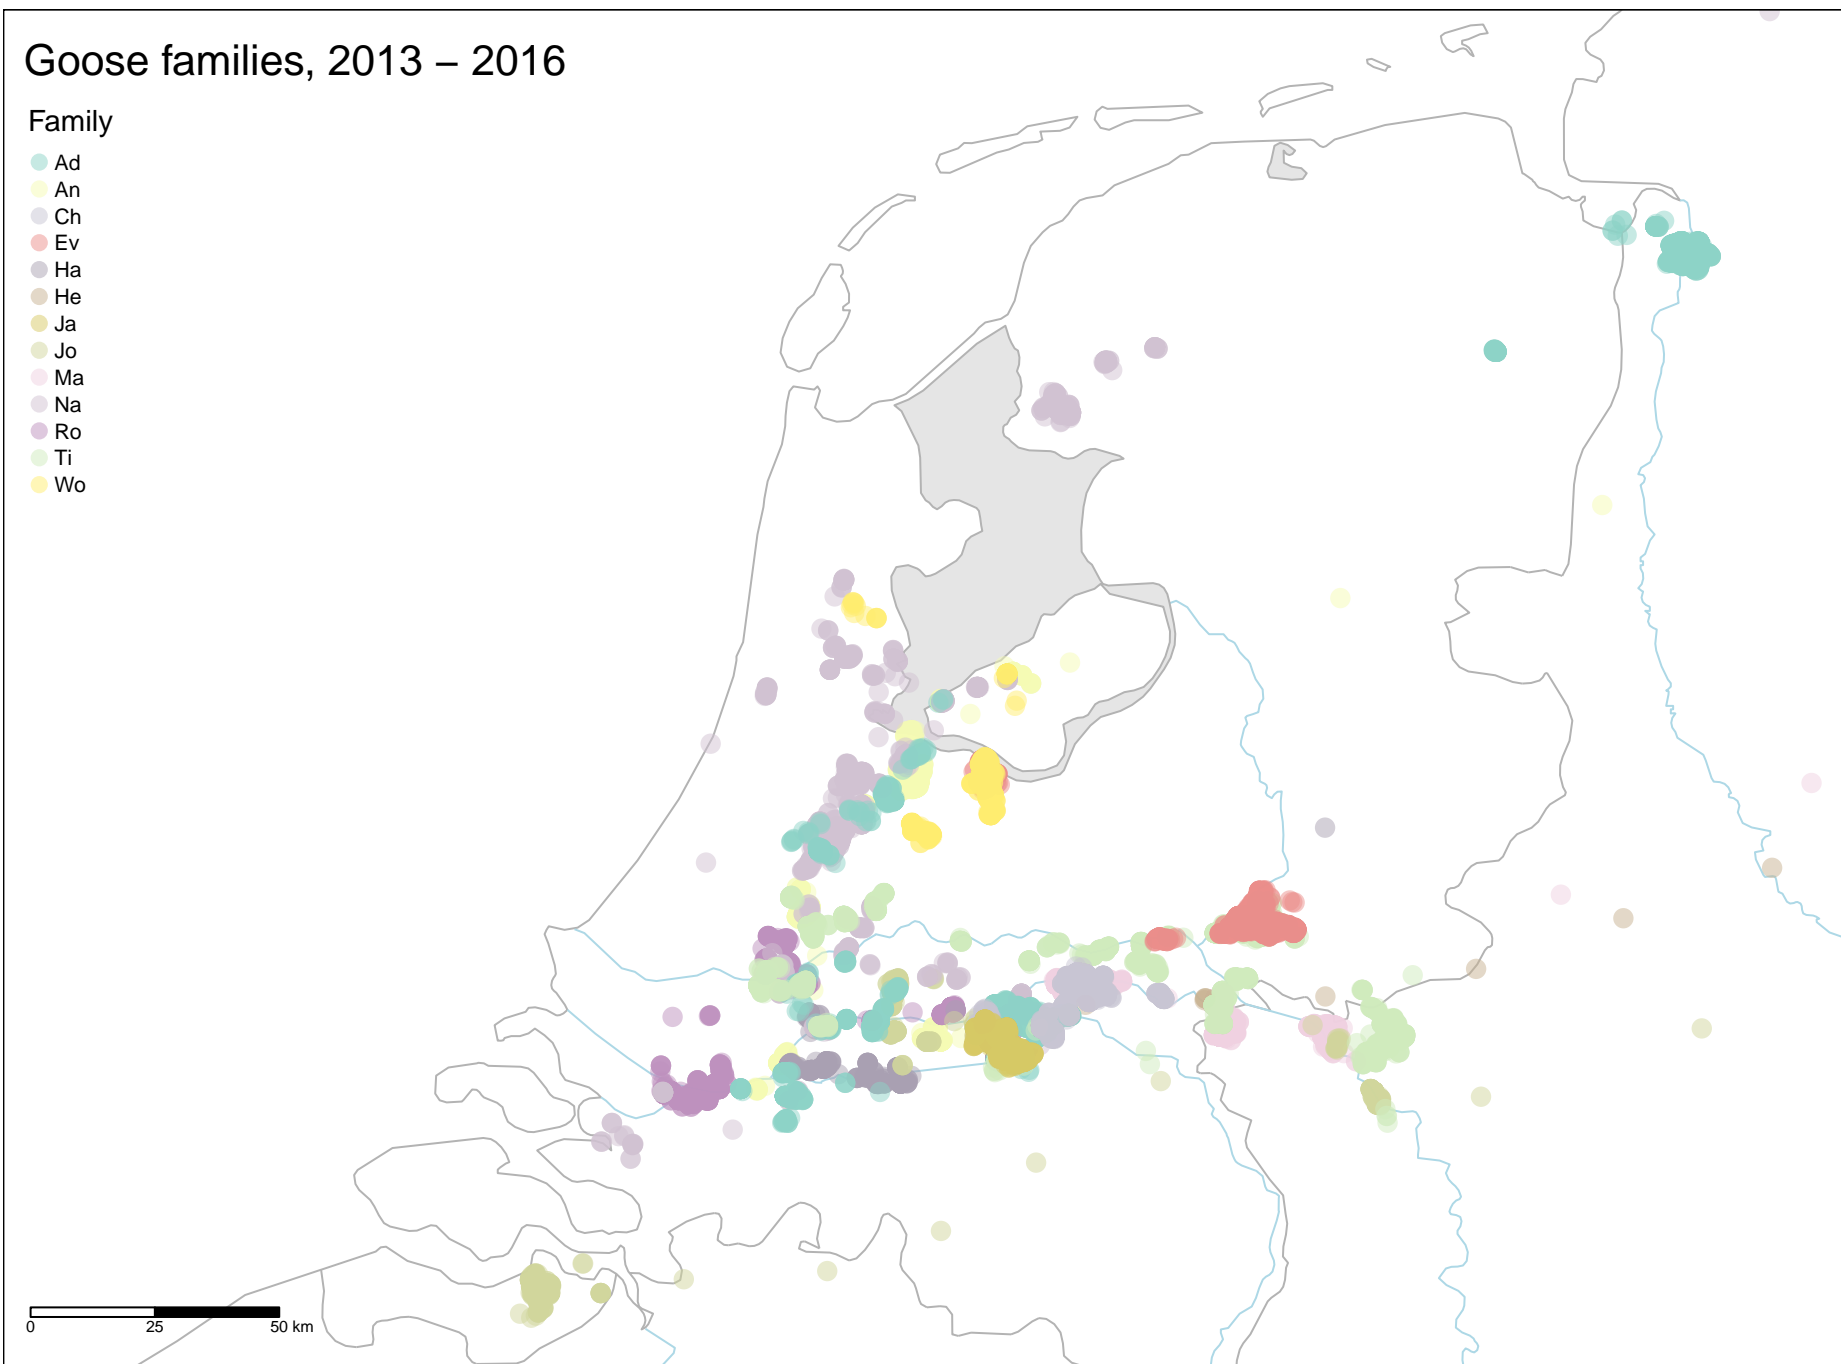 Goose families, 2013 – 2016
Family
Ad
An
Ch
Ev
Ha
He
Ja
Jo
Ma
Na
Ro
Ti
Wo
0 25 50 km